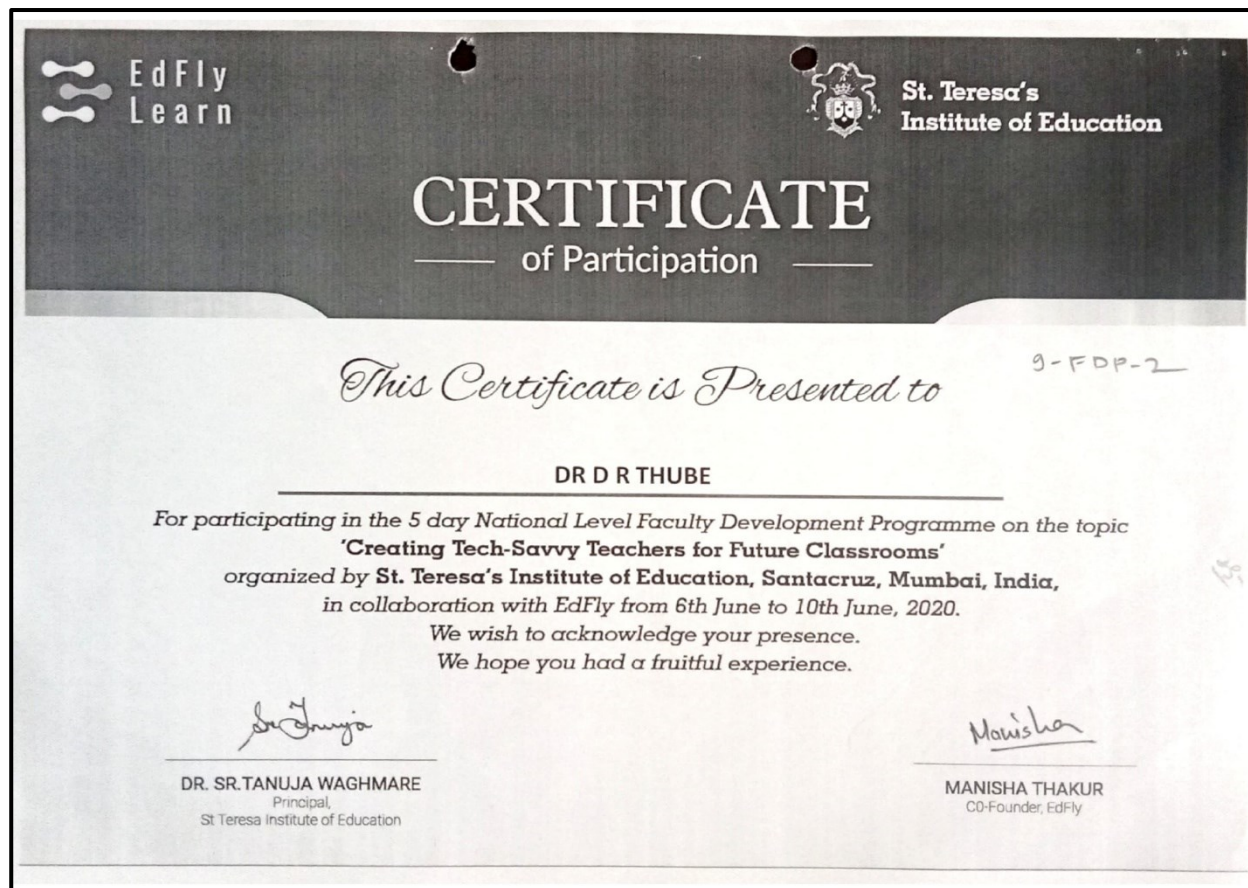 EdFly
Learn
St. Teresa's
Institute of Education
CERTIFICATE
of Participation
This Certificate is Presented to
9-FDP-2
DR D R THUBE
For participating in the 5 day National Level Faculty Development Programme on the topic
'Creating Tech-Savvy Teachers for Future Classrooms'
organized by St. Teresa's Institute of Education, Santacruz, Mumbai, India,
in collaboration with EdFly from 6th June to 10th June, 2020.
We wish to acknowledge your presence.
We hope you had a fruitful experience.
Manisha
DR. SR.TANUJA WAGHMARE
Principal,
St Teresa Institute of Education
MANISHA THAKUR
C0-Founder, EdFly